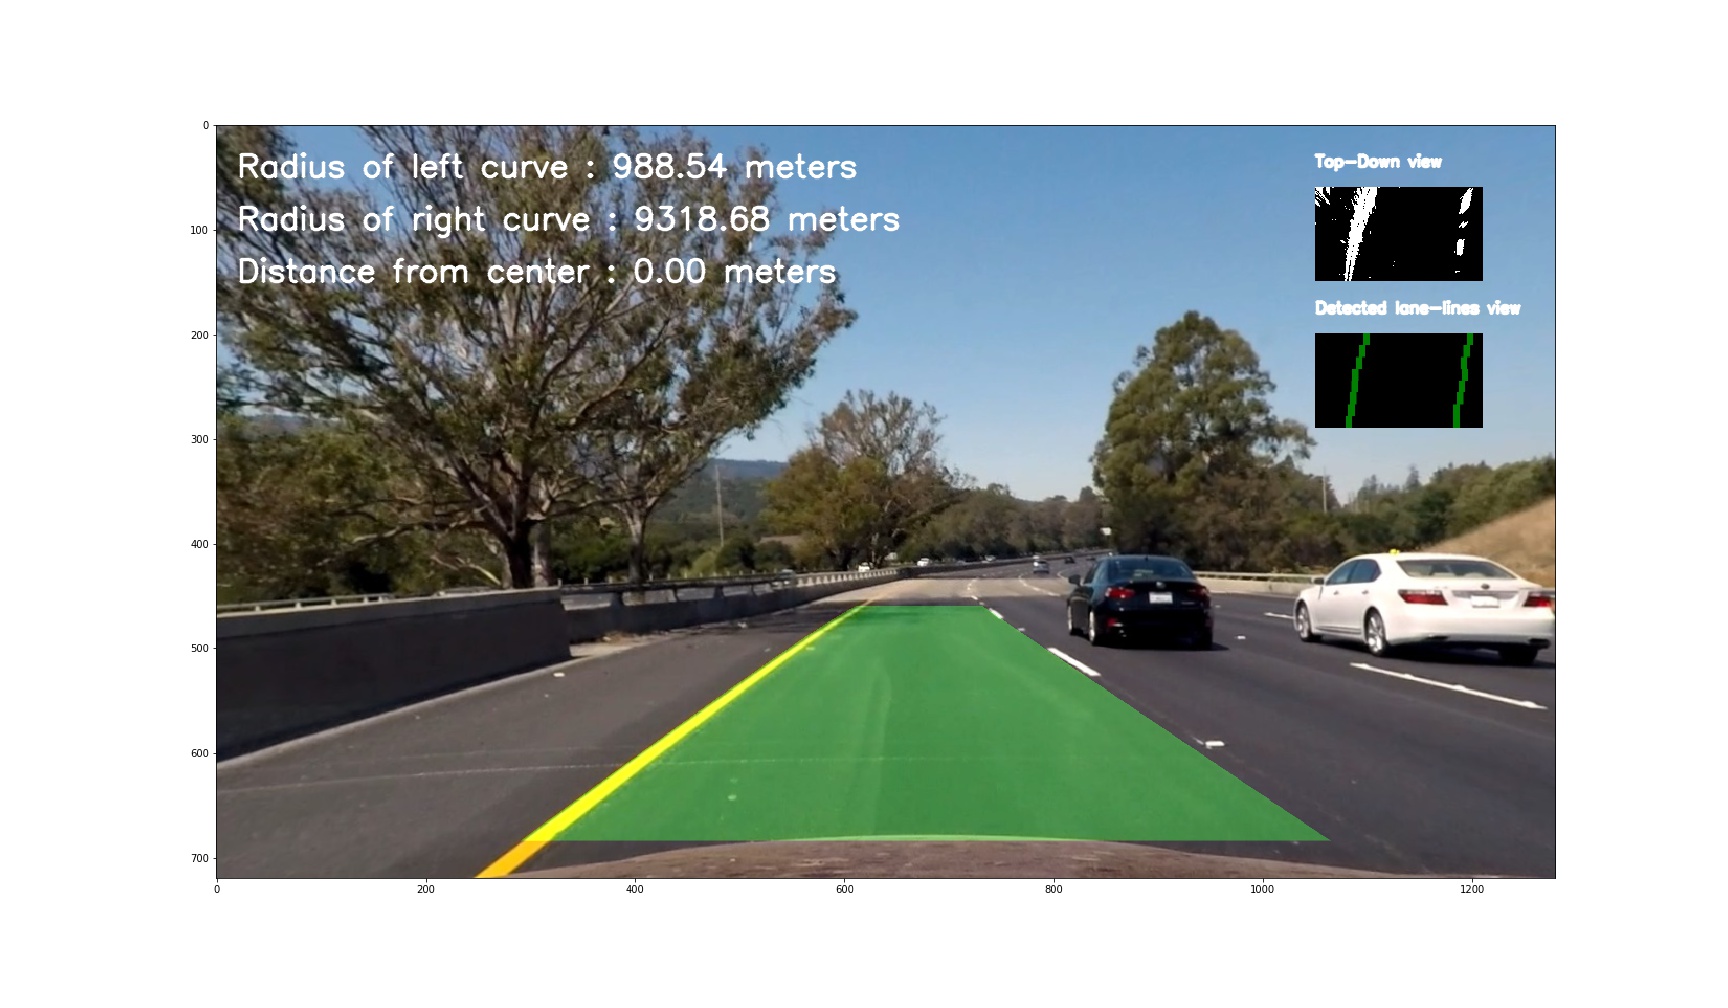 Radius of left curve : 988.54 meters
Radius of right curve : 9318.68 meters
Distance from center : 0.00 meters
Top-Down view
Detected lane-lines view
0
100
200
300
400
500
600
700
0 200 400 600 800 1000 1200